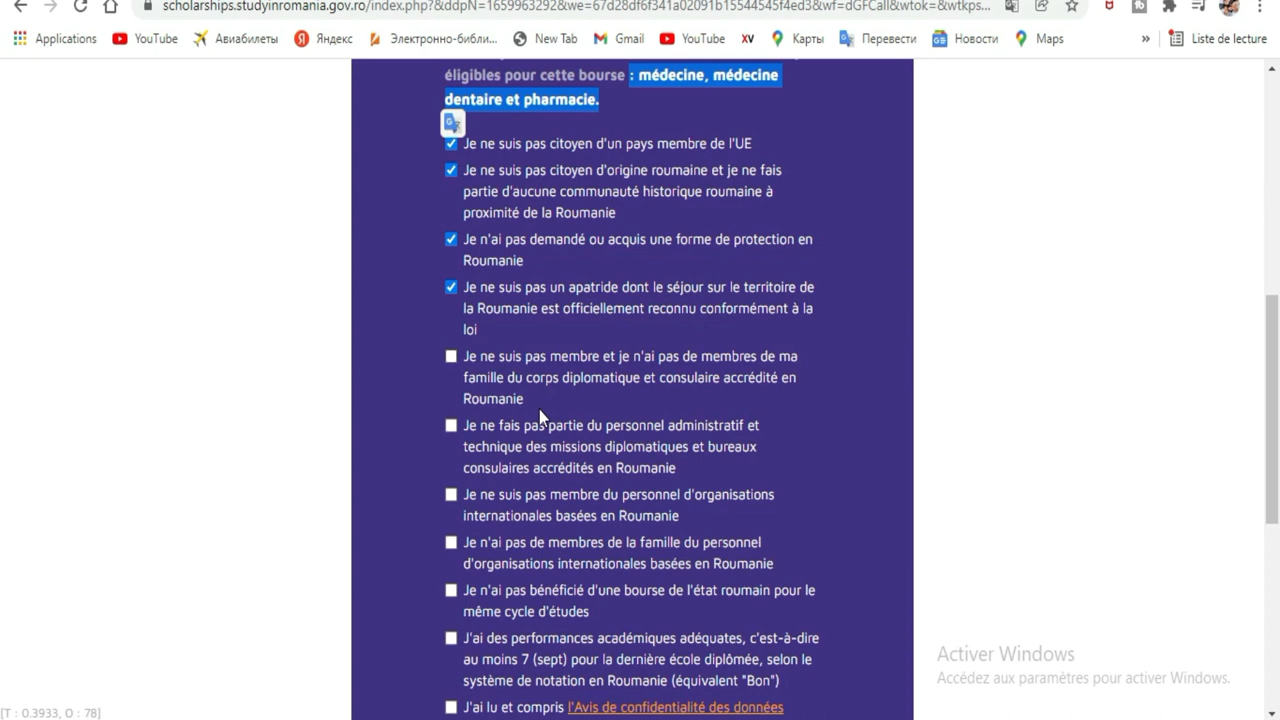 scholarships.studyinromania.gov.ro/index.php?&ddpN=1659963292&we=67d28df6f341a02091b15544545f4ed3&wf=dGFCall&wtok=&wtkps...
Applications YouTube Авиабилеты Яндекс Электронно-библи... New Tab Gmail YouTube XV Карты Перевести Новости Maps » Liste de lecture
éligibles pour cette bourse : médecine, médecine
dentaire et pharmacie.
Je ne suis pas citoyen d'un pays membre de l'UE
Je ne suis pas citoyen d'origine roumaine et je ne fais
partie d'aucune communauté historique roumaine à
proximité de la Roumanie
Je n'ai pas demandé ou acquis une forme de protection en
Roumanie
Je ne suis pas un apatride dont le séjour sur le territoire de
la Roumanie est officiellement reconnu conformément à la
loi
Je ne suis pas membre et je n'ai pas de membres de ma
famille du corps diplomatique et consulaire accrédité en
Roumanie
Je ne fais pas partie du personnel administratif et
technique des missions diplomatiques et bureaux
consulaires accrédités en Roumanie
Je ne suis pas membre du personnel d'organisations
internationales basées en Roumanie
Je n'ai pas de membres de la famille du personnel
d'organisations internationales basées en Roumanie
Je n'ai pas bénéficié d'une bourse de l'état roumain pour le
même cycle d'études
J'ai des performances académiques adéquates, c'est-à-dire
au moins 7 (sept) pour la dernière école diplômée, selon le
système de notation en Roumanie (équivalent "Bon")
J'ai lu et compris l'Avis de confidentialité des données
Activer Windows
Accédez aux paramètres pour activer Windows.
[T : 0.3933, O : 78]